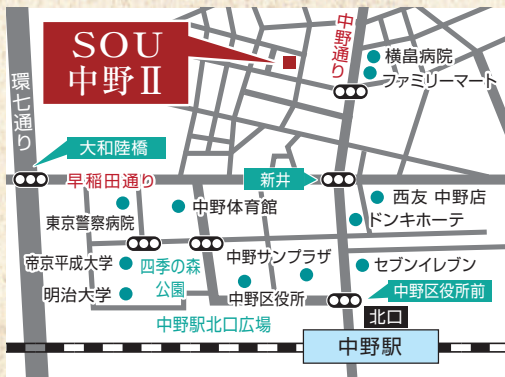 SOU
中野Ⅱ
中野通り
横畠病院
ファミリーマート
環七通り
大和陸橋
早稲田通り
新井
西友 中野店
ドンキホーテ
東京警察病院
中野体育館
帝京平成大学
四季の森
公園
中野サンプラザ
セブンイレブン
明治大学
中野区役所
中野区役所前
中野駅北口広場
北口
中野駅